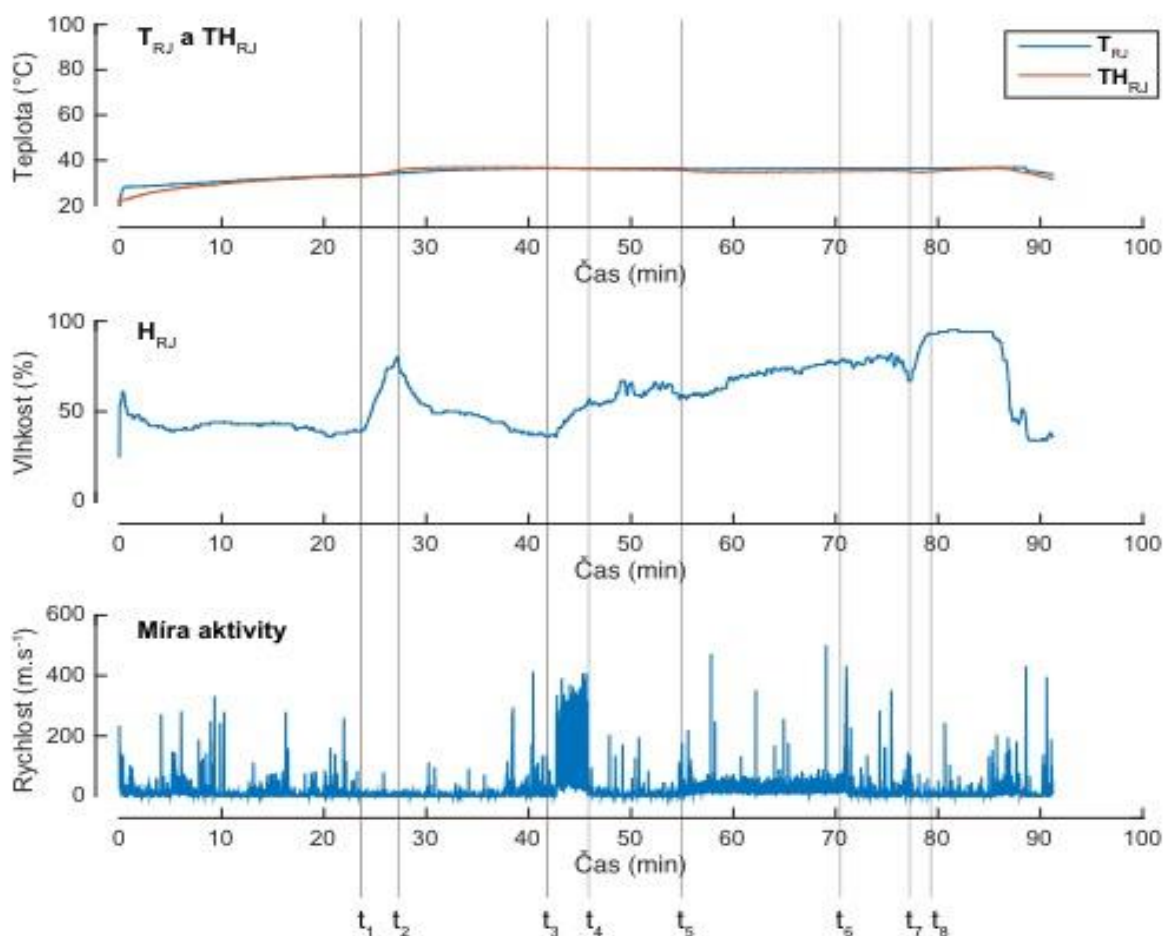 100
80
60
40
20
Teplota (°C)
T_RJ a TH_RJ
T_RJ
TH_RJ
0 10 20 30 40 50 60 70 80 90 100
Čas (min)
100
50
0
Vlhkost (%)
H_RJ
0 10 20 30 40 50 60 70 80 90 100
Čas (min)
600
400
200
0
Rychlost (m.s⁻¹)
Míra aktivity
0 10 20 30 40 50 60 70 80 90 100
Čas (min)
t₁ t₂ t₃ t₄ t₅ t₆ t₇ t₈